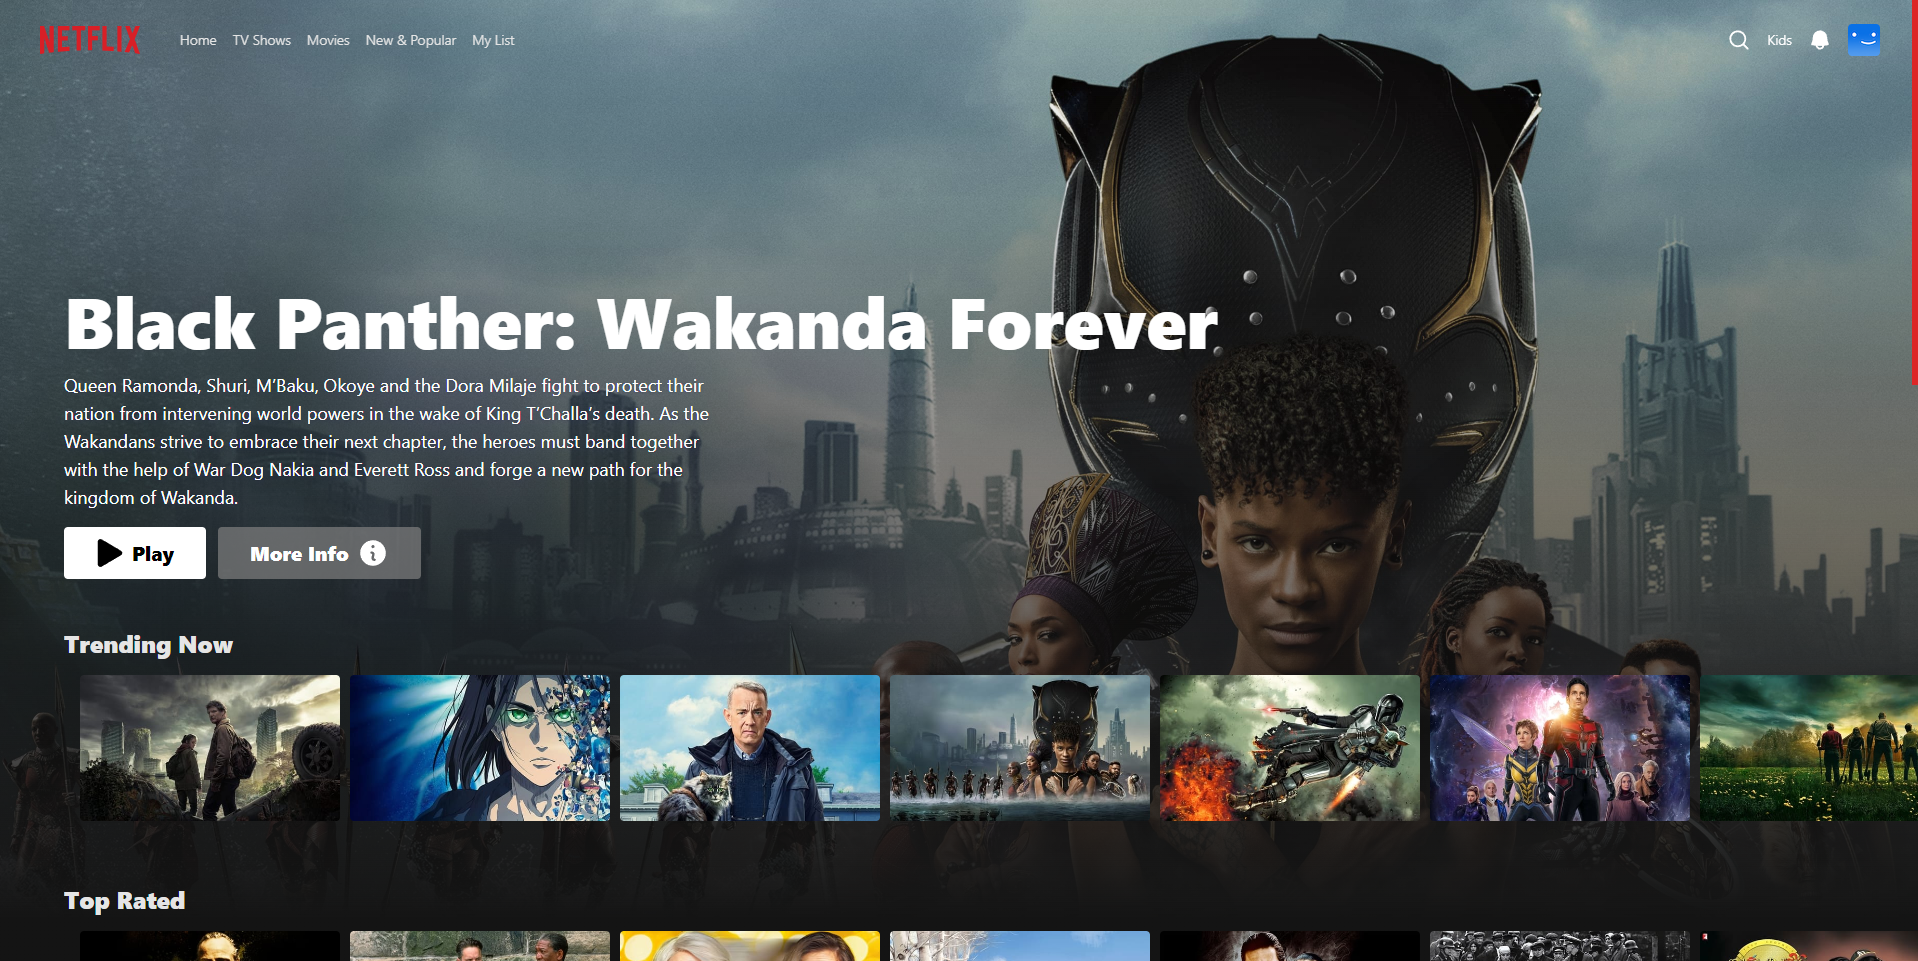 NETFLIX Home TV Shows Movies New & Popular My List Kids
Black Panther: Wakanda Forever
Queen Ramonda, Shuri, M’Baku, Okoye and the Dora Milaje fight to protect their
nation from intervening world powers in the wake of King T’Challa’s death. As the
Wakandans strive to embrace their next chapter, the heroes must band together
with the help of War Dog Nakia and Everett Ross and forge a new path for the
kingdom of Wakanda.
Play More Info
Trending Now
Top Rated